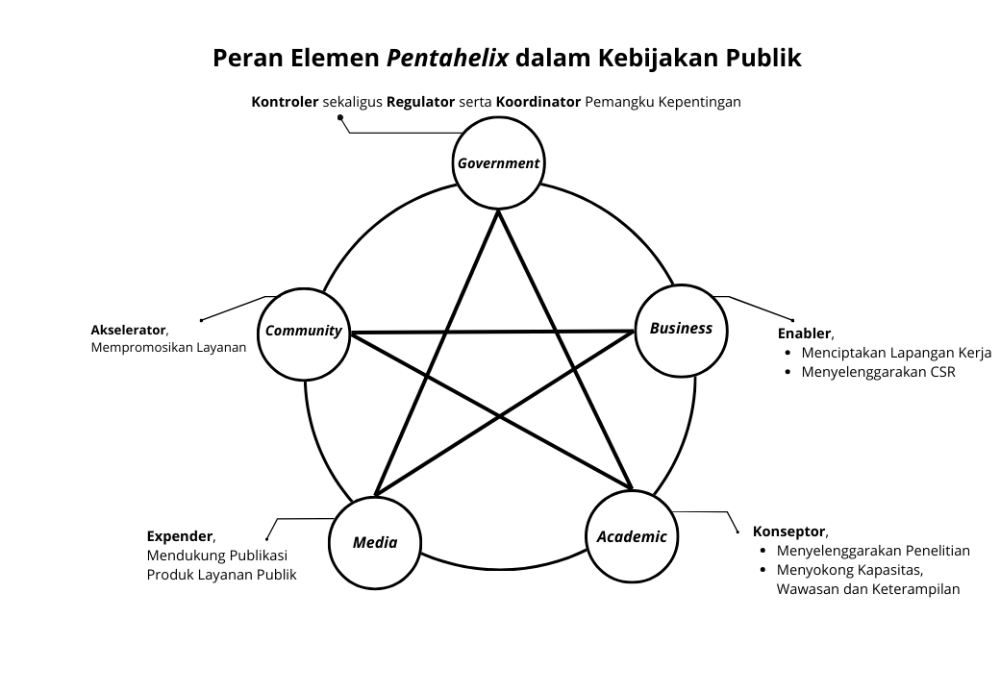 Peran Elemen Pentahelix dalam Kebijakan Publik
Kontroler sekaligus Regulator serta Koordinator Pemangku Kepentingan
Government
Community
Akselerator,
Mempromosikan Layanan
Business
Enabler,
• Menciptakan Lapangan Kerja
• Menyelenggarakan CSR
Media
Expender,
Mendukung Publikasi
Produk Layanan Publik
Academic
Konseptor,
• Menyelenggarakan Penelitian
• Menyokong Kapasitas,
Wawasan dan Keterampilan